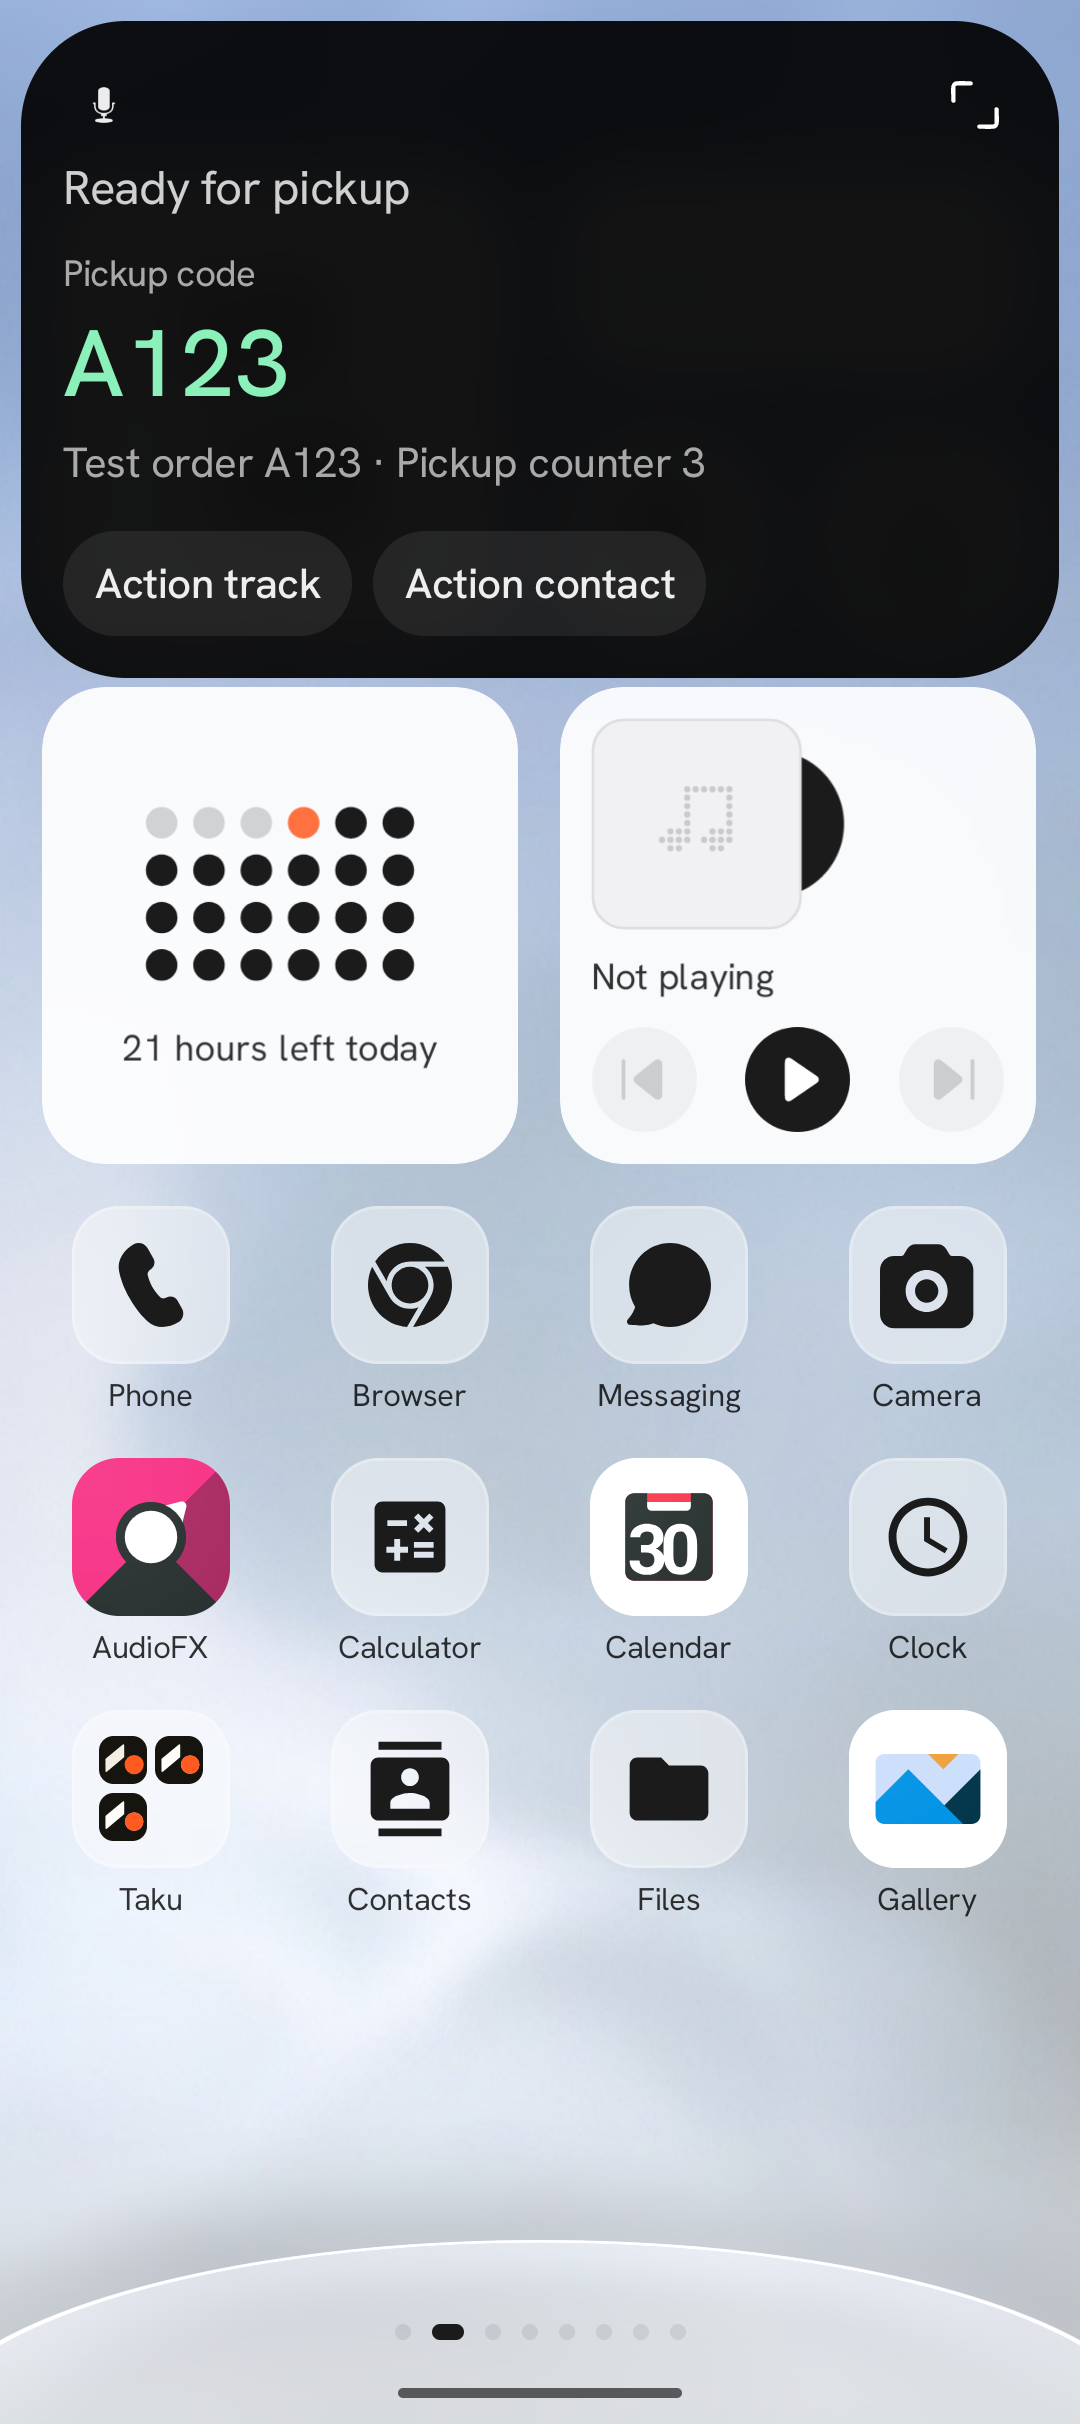 Ready for pickup
Pickup code
A123
Test order A123 · Pickup counter 3
Action track
Action contact
21 hours left today
Not playing
Phone
Browser
Messaging
Camera
30
AudioFX
Calculator
Calendar
Clock
Taku
Contacts
Files
Gallery